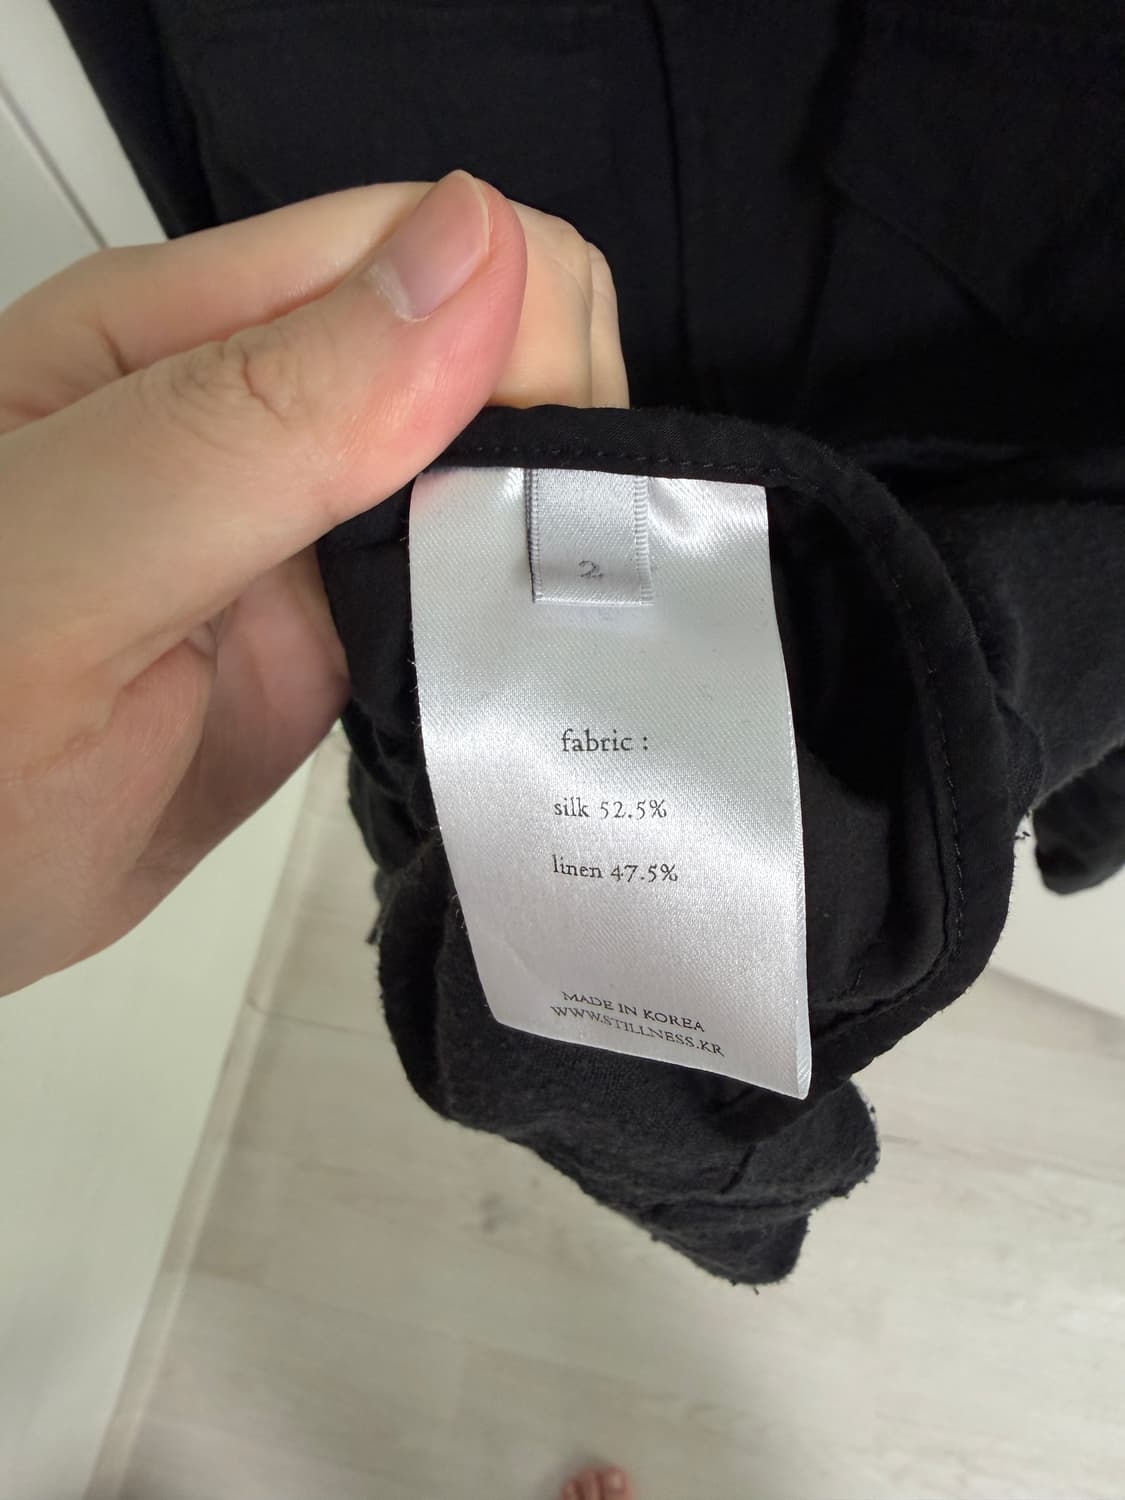 2
fabric :
silk 52.5%
linen 47.5%
MADE IN KOREA
WWW.STILLNESS.KR